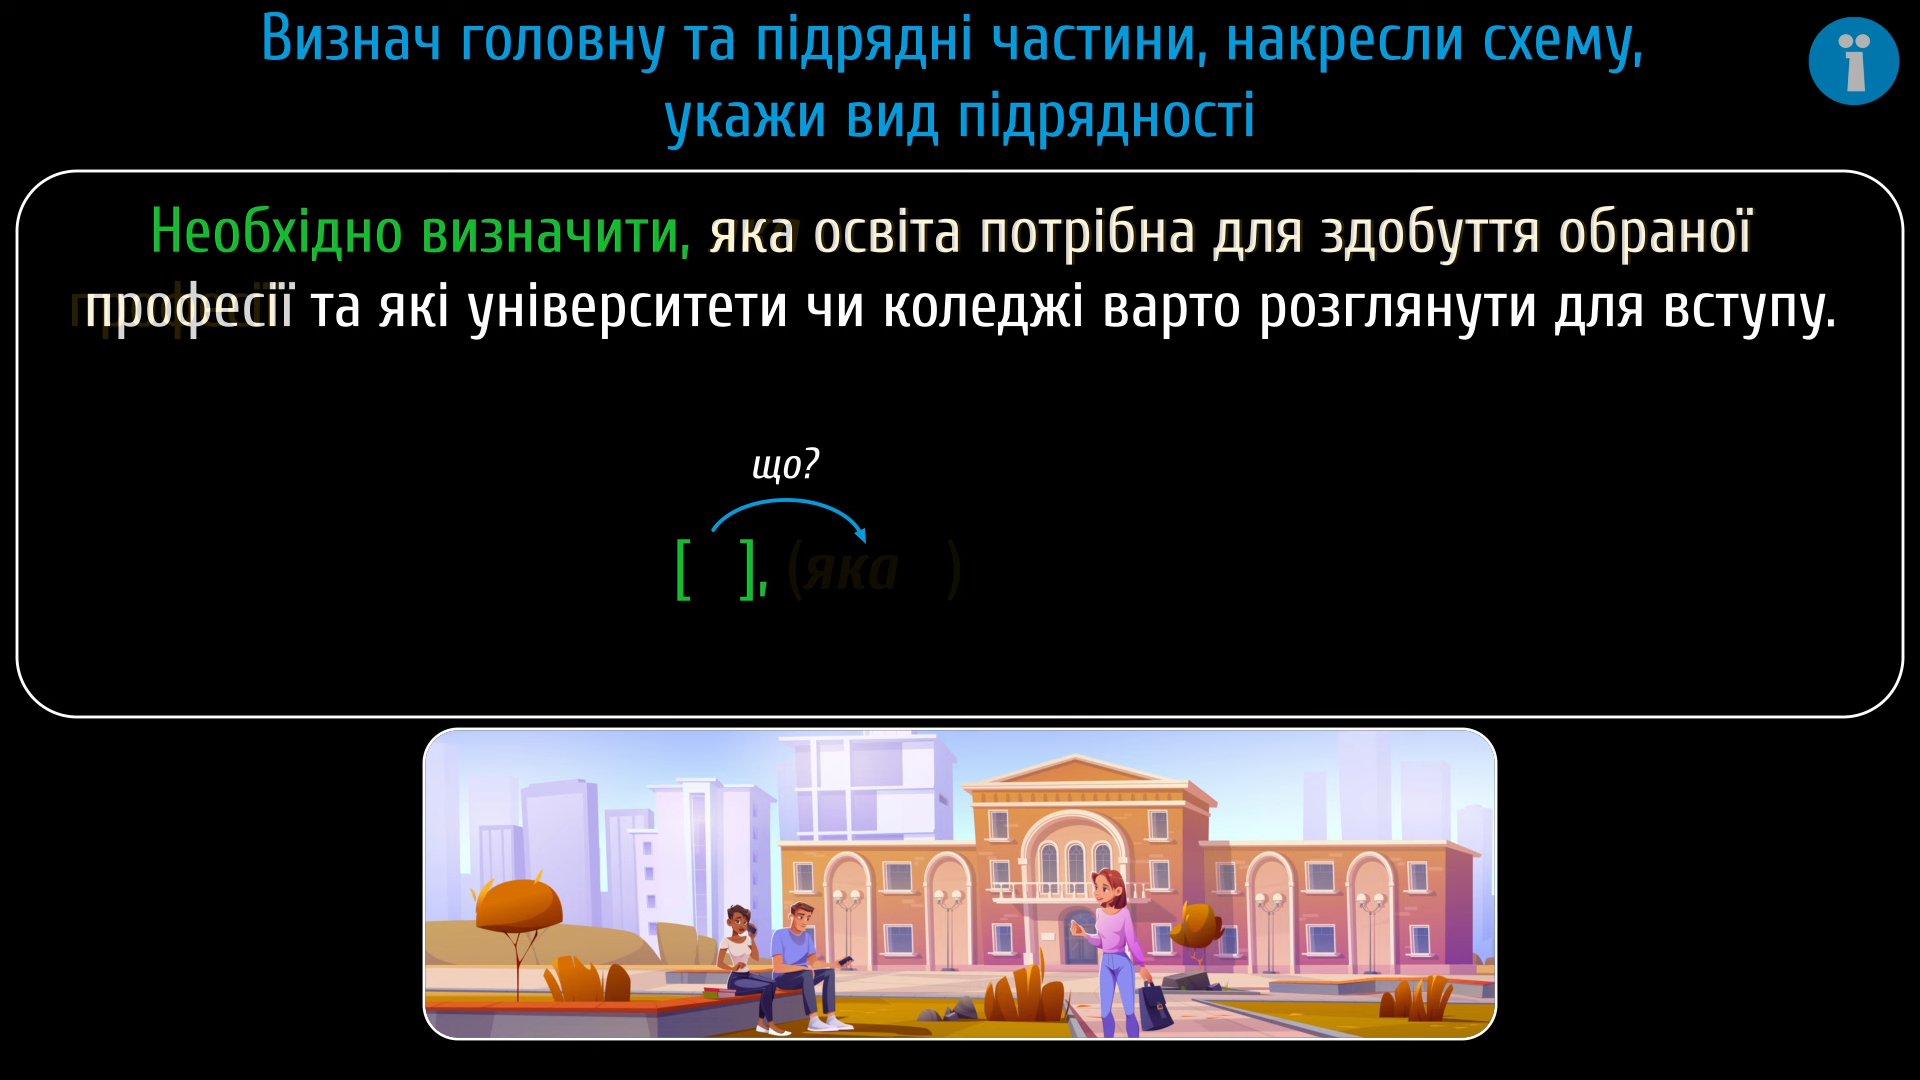 Визнач головну та підрядні частини, накресли схему,
укажи вид підрядності
ї
Необхідно визначити, яка освіта потрібна для здобуття обраної
професії та які університети чи коледжі варто розглянути для вступу.
що?
[ ], (яка )